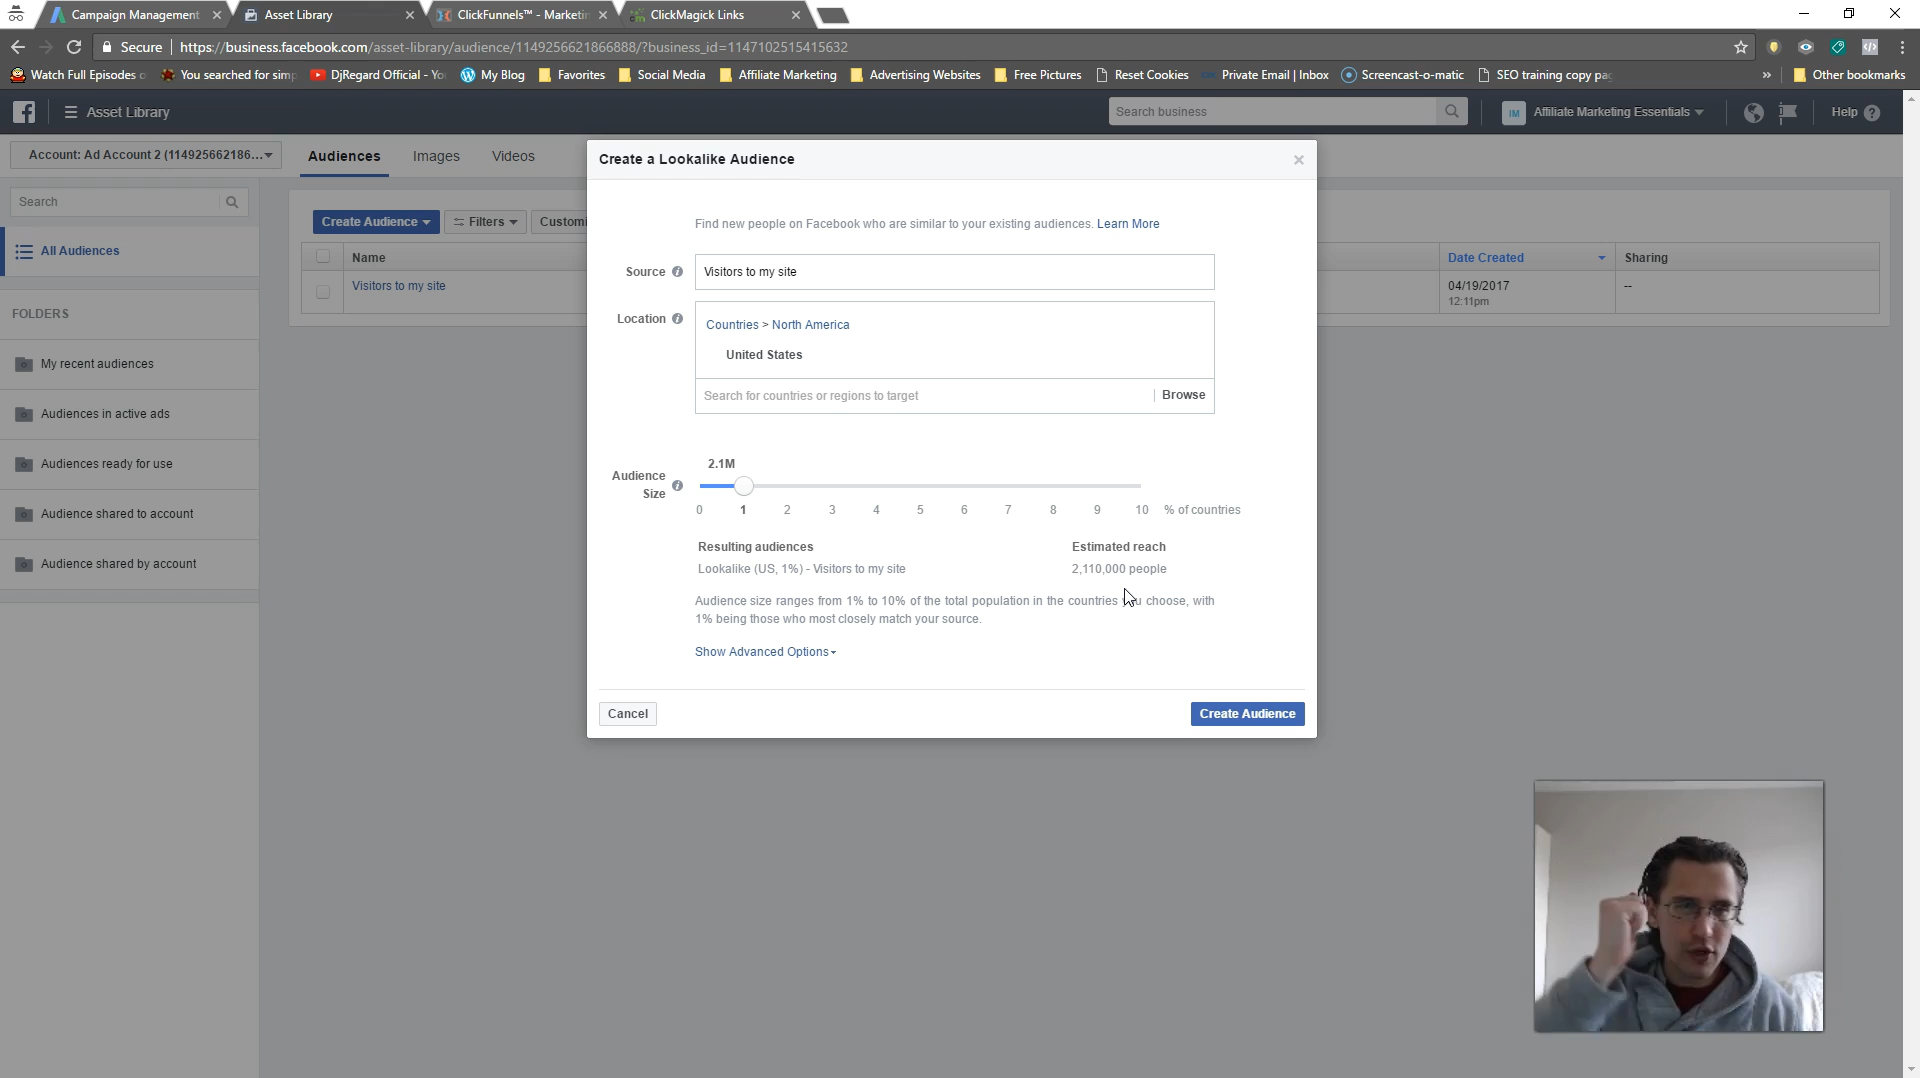 Campaign Management
Asset Library
ClickFunnels™ - Marketin
ClickMagick Links
Secure
https://business.facebook.com/asset-library/audience/1149256621866888/?business_id=1147102515415632
Watch Full Episodes o
You searched for simp
DjRegard Official - Yo
My Blog
Favorites
Social Media
Affiliate Marketing
Advertising Websites
Free Pictures
Reset Cookies
Private Email | Inbox
Screencast-o-matic
SEO training copy pag
»
Other bookmarks
Asset Library
Search business
IM
Affiliate Marketing Essentials
Help
Account: Ad Account 2 (114925662186...
Audiences
Images
Videos
Search
All Audiences
FOLDERS
My recent audiences
Audiences in active ads
Audiences ready for use
Audience shared to account
Audience shared by account
Create Audience
Filters
Customi
Name
Date Created
Sharing
Visitors to my site
04/19/2017
12:11pm
--
Create a Lookalike Audience
Find new people on Facebook who are similar to your existing audiences. Learn More
Source
Visitors to my site
Location
Countries > North America
United States
Search for countries or regions to target
Browse
Audience
Size
2.1M
0 1 2 3 4 5 6 7 8 9 10 % of countries
Resulting audiences
Estimated reach
Lookalike (US, 1%) - Visitors to my site
2,110,000 people
Audience size ranges from 1% to 10% of the total population in the countries you choose, with
1% being those who most closely match your source.
Show Advanced Options
Cancel
Create Audience